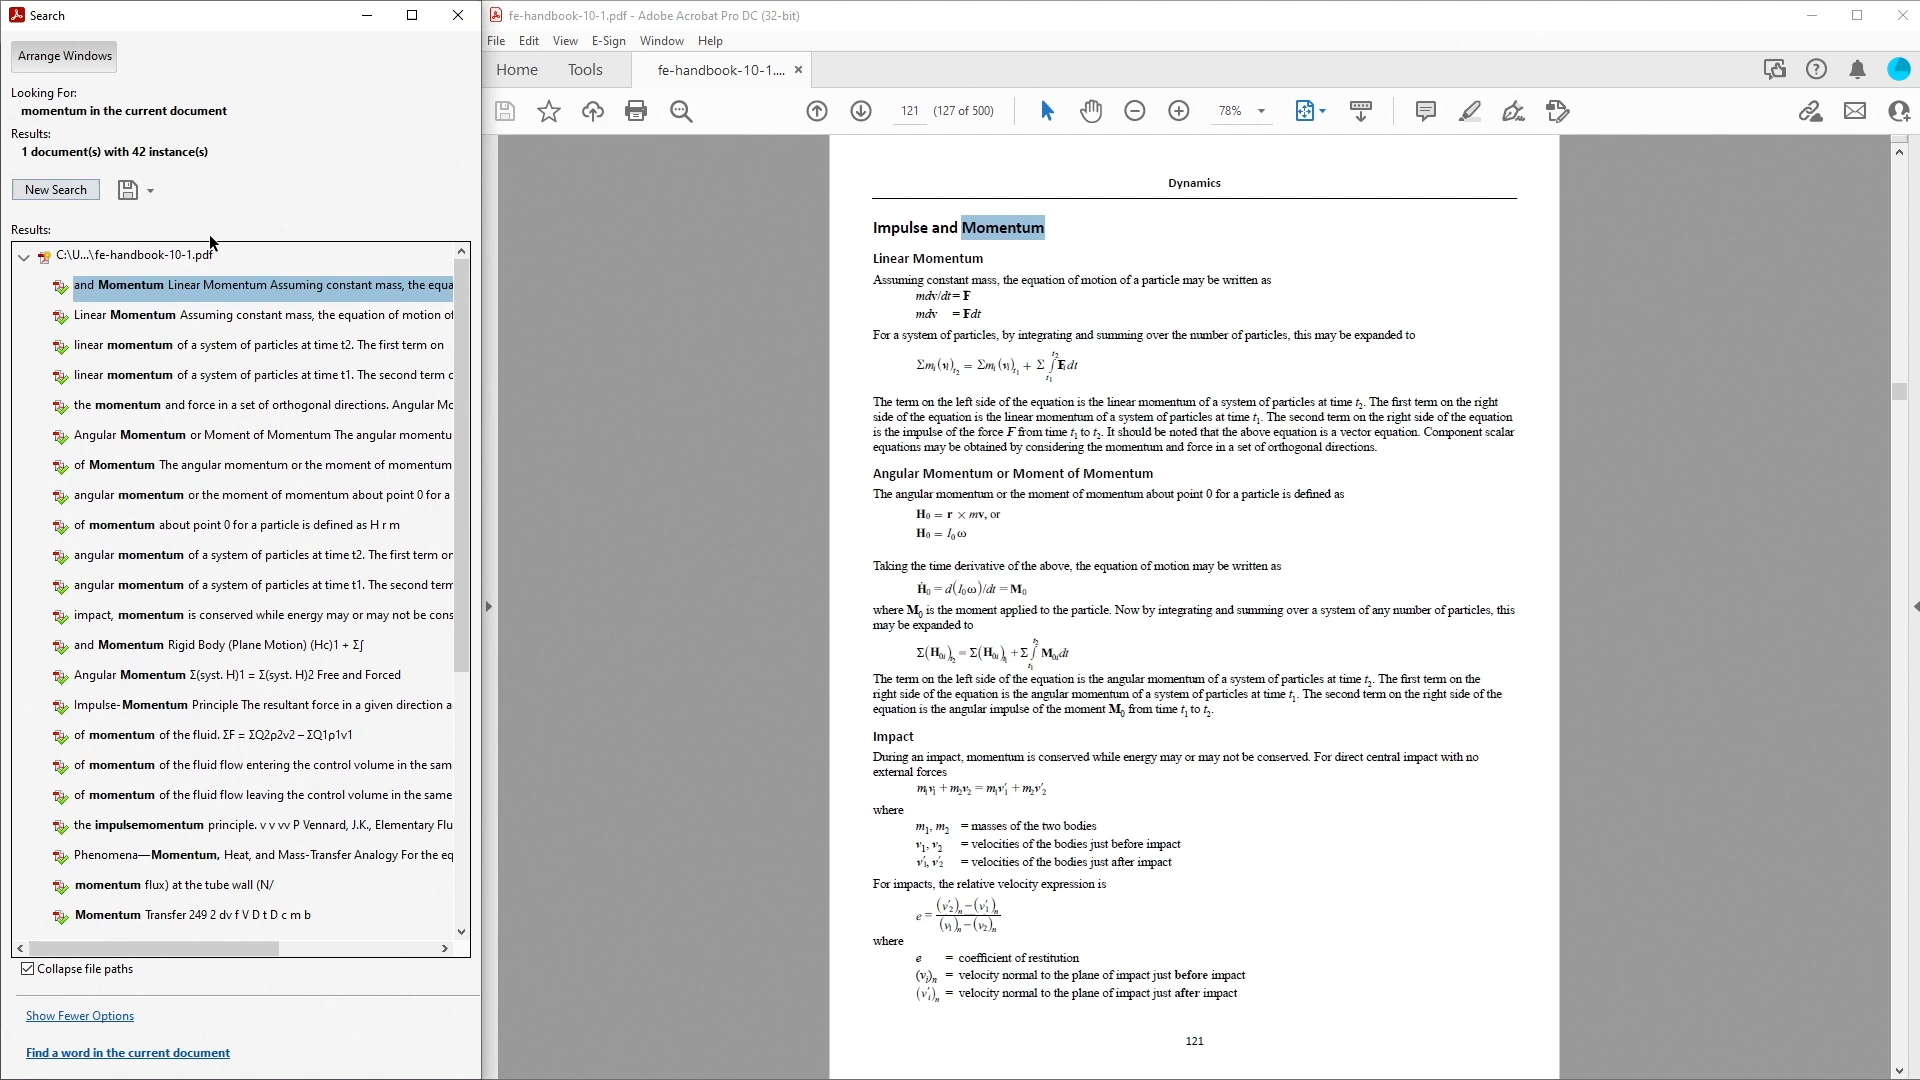 Search
Arrange Windows
Looking For:
momentum in the current document
Results:
1 document(s) with 42 instance(s)
New Search
Results:
C:\U...\fe-handbook-10-1.pdf
and Momentum Linear Momentum Assuming constant mass, the equa
Linear Momentum Assuming constant mass, the equation of motion of
linear momentum of a system of particles at time t2. The first term on
linear momentum of a system of particles at time t1. The second term c
the momentum and force in a set of orthogonal directions. Angular Mc
Angular Momentum or Moment of Momentum The angular momentu
of Momentum The angular momentum or the moment of momentum
angular momentum or the moment of momentum about point 0 for a
of momentum about point 0 for a particle is defined as H r m
angular momentum of a system of particles at time t2. The first term or
angular momentum of a system of particles at time t1. The second term
impact, momentum is conserved while energy may or may not be cons
and Momentum Rigid Body (Plane Motion) (Hc)1 + Σ∫
Angular Momentum Σ(syst. H)1 = Σ(syst. H)2 Free and Forced
Impulse-Momentum Principle The resultant force in a given direction a
of momentum of the fluid. ΣF = ΣQ2ρ2v2 – ΣQ1ρ1v1
of momentum of the fluid flow entering the control volume in the sam
of momentum of the fluid flow leaving the control volume in the same
the impulsemomentum principle. v v vv P Vennard, J.K., Elementary Flu
Phenomena—Momentum, Heat, and Mass-Transfer Analogy For the eq
momentum flux) at the tube wall (N/
Momentum Transfer 249 2 dv f V D t D c m b
Collapse file paths
Show Fewer Options
Find a word in the current document
fe-handbook-10-1.pdf - Adobe Acrobat Pro DC (32-bit)
File Edit View E-Sign Window Help
Home Tools fe-handbook-10-1....
121 (127 of 500) 78%
Dynamics
Impulse and Momentum
Linear Momentum
Assuming constant mass, the equation of motion of a particle may be written as
mdv/dt = F
mdv = Fdt
For a system of particles, by integrating and summing over the number of particles, this may be expanded to
Σmᵢ(vᵢ)t₂ = Σmᵢ(vᵢ)t₁ + Σ ∫t₁t₂ Fᵢdt
The term on the left side of the equation is the linear momentum of a system of particles at time t₂. The first term on the right
side of the equation is the linear momentum of a system of particles at time t₁. The second term on the right side of the equation
is the impulse of the force F from time t₁ to t₂. It should be noted that the above equation is a vector equation. Component scalar
equations may be obtained by considering the momentum and force in a set of orthogonal directions.
Angular Momentum or Moment of Momentum
The angular momentum or the moment of momentum about point 0 for a particle is defined as
H₀ = r × mv, or
H₀ = I₀ω
Taking the time derivative of the above, the equation of motion may be written as
Ḣ₀ = d(I₀ω)/dt = M₀
where M₀ is the moment applied to the particle. Now by integrating and summing over a system of any number of particles, this
may be expanded to
Σ(H₀ᵢ)t₂ = Σ(H₀ᵢ)t₁ + Σ ∫t₁t₂ M₀ᵢdt
The term on the left side of the equation is the angular momentum of a system of particles at time t₂. The first term on the
right side of the equation is the angular momentum of a system of particles at time t₁. The second term on the right side of the
equation is the angular impulse of the moment M₀ from time t₁ to t₂.
Impact
During an impact, momentum is conserved while energy may or may not be conserved. For direct central impact with no
external forces
m₁v₁ + m₂v₂ = m₁v′₁ + m₂v′₂
where
m₁, m₂ = masses of the two bodies
v₁, v₂ = velocities of the bodies just before impact
v′₁, v′₂ = velocities of the bodies just after impact
For impacts, the relative velocity expression is
e = ((v′₂)ₙ − (v′₁)ₙ) / ((v₁)ₙ − (v₂)ₙ)
where
e = coefficient of restitution
(vᵢ)ₙ = velocity normal to the plane of impact just before impact
(v′ᵢ)ₙ = velocity normal to the plane of impact just after impact
121